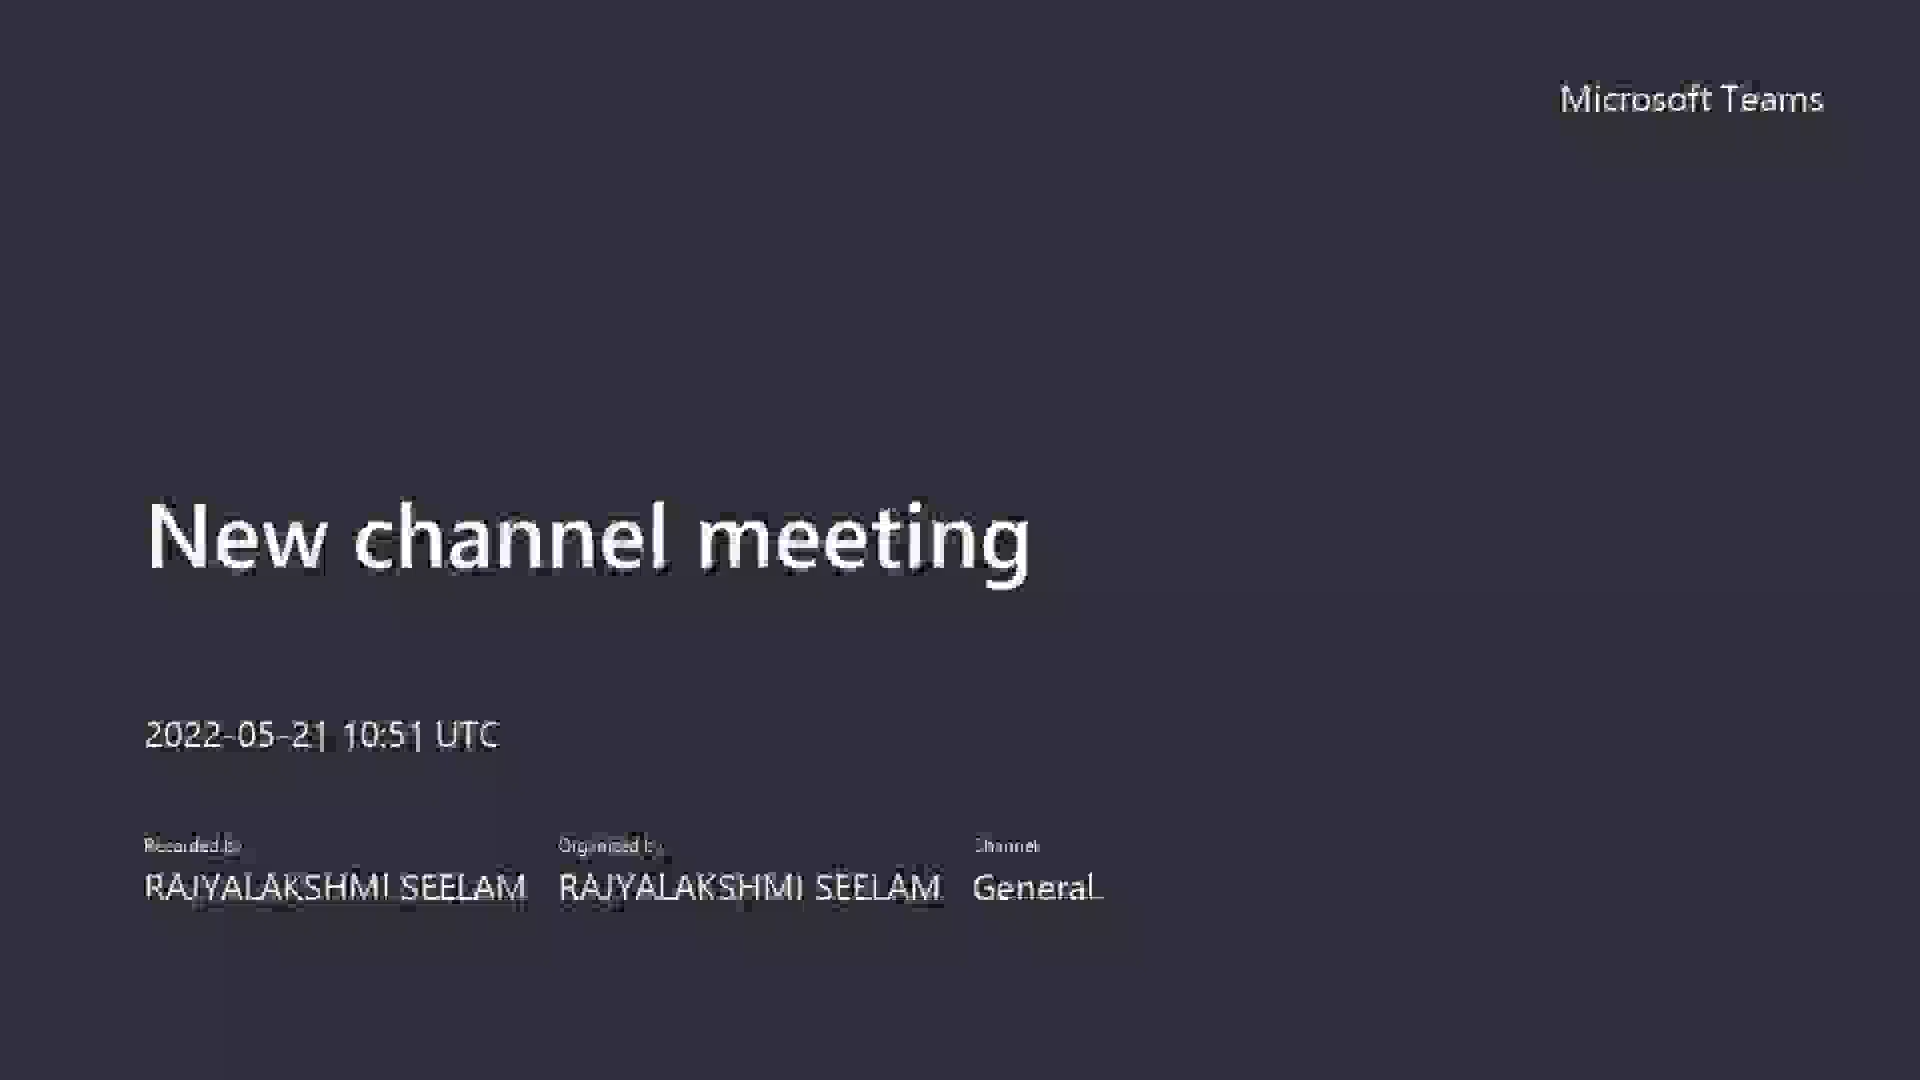 Microsoft Teams
New channel meeting
2022-05-21 10:51 UTC
Recorded by Organized by Channel
RAJYALAKSHMI SEELAM RAJYALAKSHMI SEELAM General